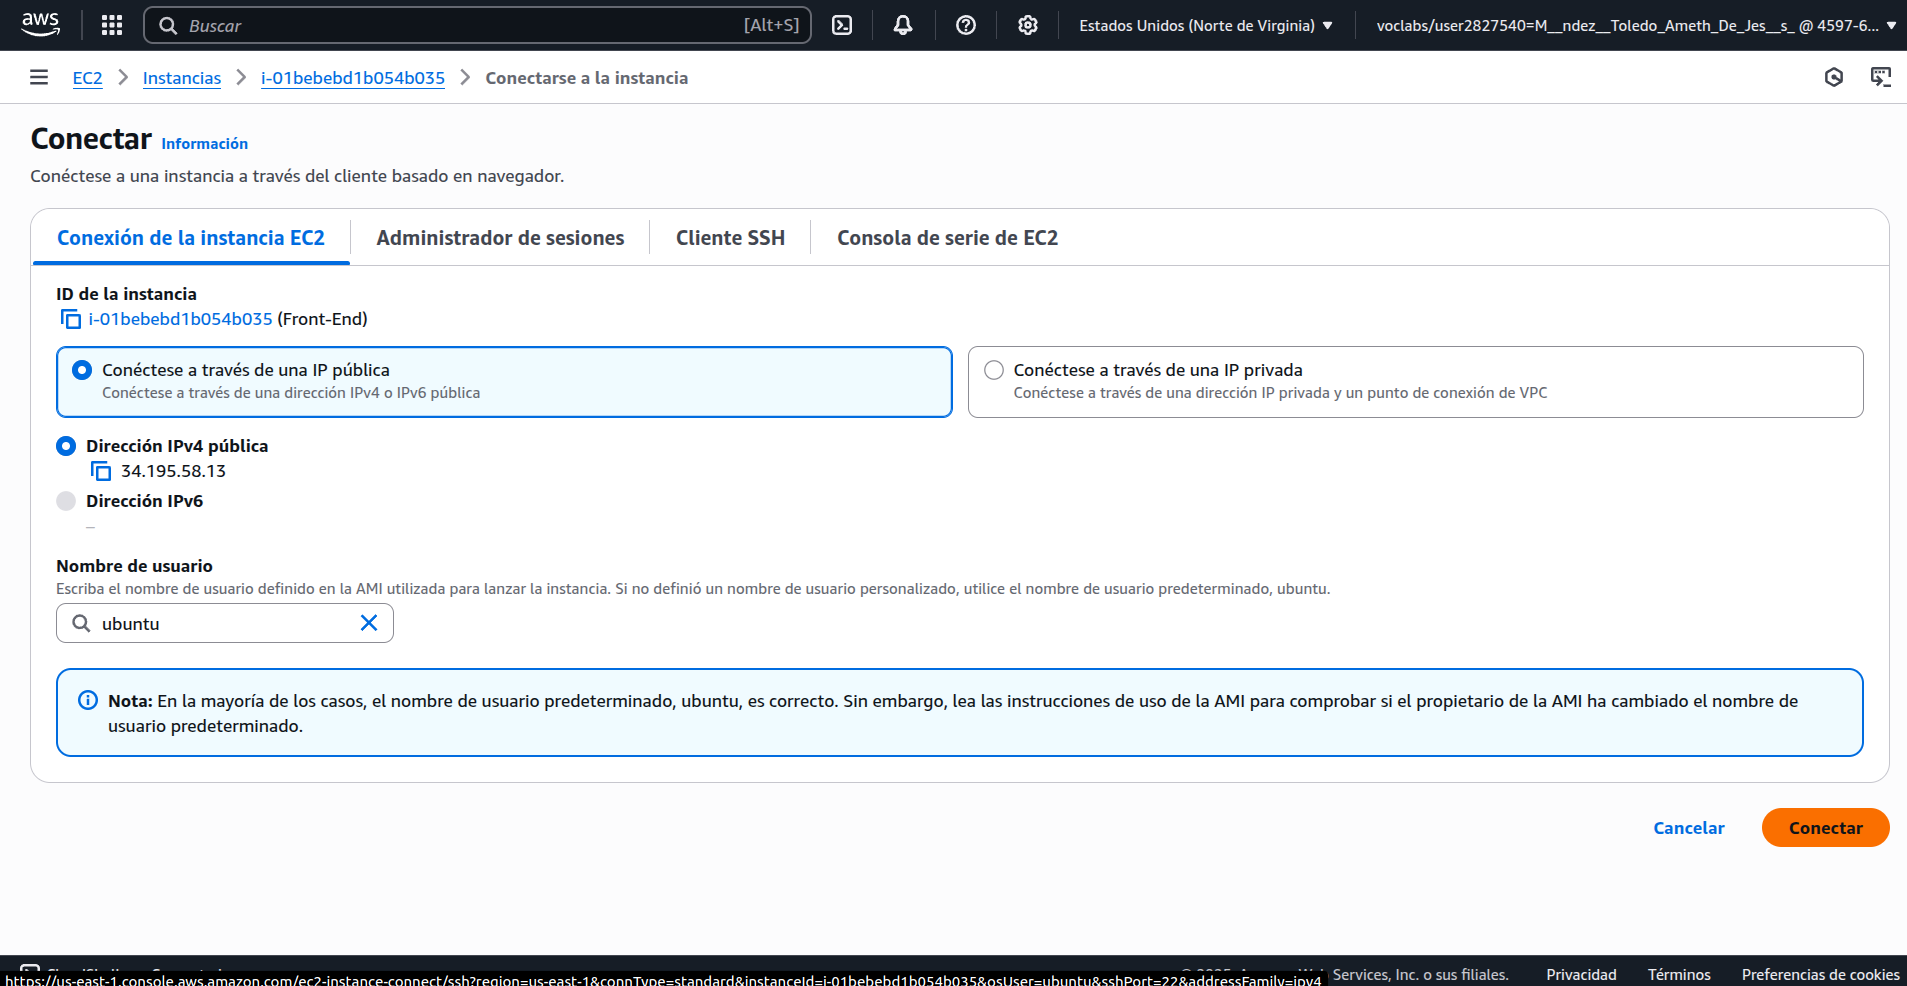 aws
Buscar
[Alt+S]
Estados Unidos (Norte de Virginia)
voclabs/user2827540=M__ndez__Toledo_Ameth_De_Jes__s_ @ 4597-6...
EC2
Instancias
i-01bebebd1b054b035
Conectarse a la instancia
Conectar
Información
Conéctese a una instancia a través del cliente basado en navegador.
Conexión de la instancia EC2
Administrador de sesiones
Cliente SSH
Consola de serie de EC2
ID de la instancia
i-01bebebd1b054b035 (Front-End)
Conéctese a través de una IP pública
Conéctese a través de una dirección IPv4 o IPv6 pública
Conéctese a través de una IP privada
Conéctese a través de una dirección IP privada y un punto de conexión de VPC
Dirección IPv4 pública
34.195.58.13
Dirección IPv6
–
Nombre de usuario
Escriba el nombre de usuario definido en la AMI utilizada para lanzar la instancia. Si no definió un nombre de usuario personalizado, utilice el nombre de usuario predeterminado, ubuntu.
ubuntu
Nota: En la mayoría de los casos, el nombre de usuario predeterminado, ubuntu, es correcto. Sin embargo, lea las instrucciones de uso de la AMI para comprobar si el propietario de la AMI ha cambiado el nombre de
usuario predeterminado.
Cancelar
Conectar
Services, Inc. o sus filiales.
Privacidad
Términos
Preferencias de cookies
https://us-east-1.console.aws.amazon.com/ec2-instance-connect/ssh?region=us-east-1&connType=standard&instanceId=i-01bebebd1b054b035&osUser=ubuntu&sshPort=22&addressFamily=ipv4